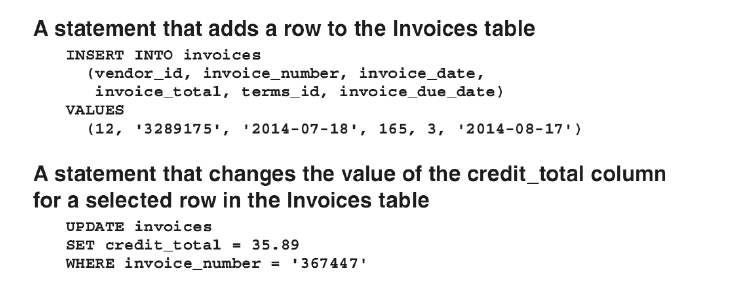 A statement that adds a row to the Invoices table
INSERT INTO invoices
(vendor_id, invoice_number, invoice_date,
invoice_total, terms_id, invoice_due_date)
VALUES
(12, '3289175', '2014-07-18', 165, 3, '2014-08-17')
A statement that changes the value of the credit_total column
for a selected row in the Invoices table
UPDATE invoices
SET credit_total = 35.89
WHERE invoice_number = '367447'